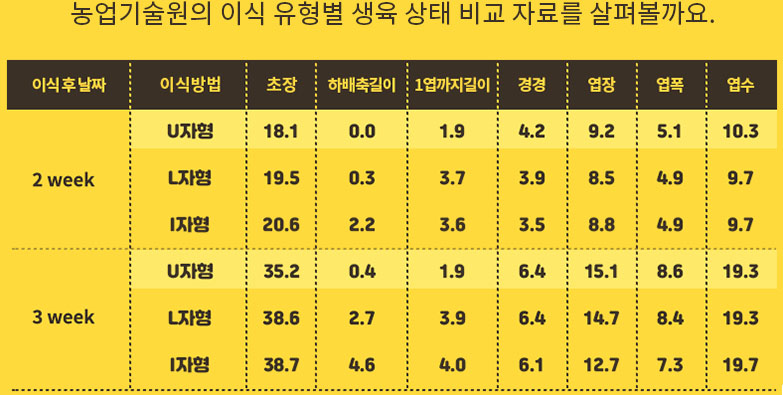 농업기술원의 이식 유형별 생육 상태 비교 자료를 살펴볼까요.
이식 후 날짜 이식방법 초장 하배축길이 1엽까지길이 경경 엽장 엽폭 엽수
U자형 18.1 0.0 1.9 4.2 9.2 5.1 10.3
2 week L자형 19.5 0.3 3.7 3.9 8.5 4.9 9.7
I자형 20.6 2.2 3.6 3.5 8.8 4.9 9.7
U자형 35.2 0.4 1.9 6.4 15.1 8.6 19.3
3 week L자형 38.6 2.7 3.9 6.4 14.7 8.4 19.3
I자형 38.7 4.6 4.0 6.1 12.7 7.3 19.7